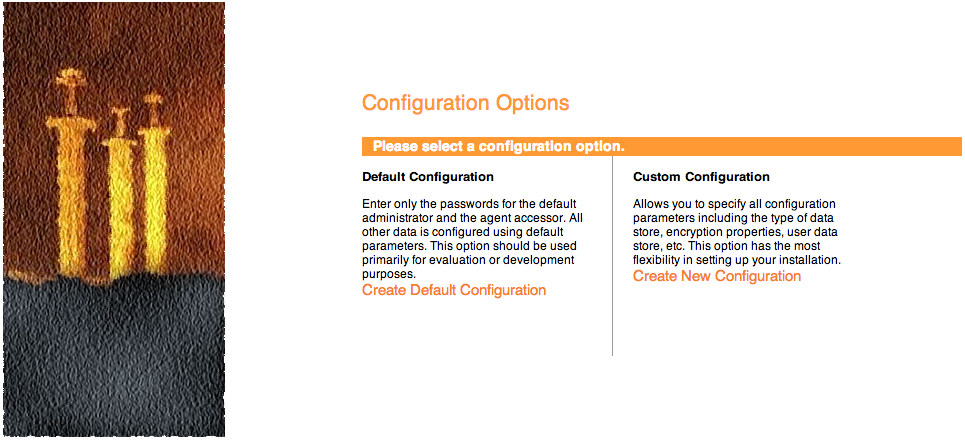 Configuration Options
Please select a configuration option.
Default Configuration
Enter only the passwords for the default
administrator and the agent accessor. All
other data is configured using default
parameters. This option should be used
primarily for evaluation or development
purposes.
Create Default Configuration
Custom Configuration
Allows you to specify all configuration
parameters including the type of data
store, encryption properties, user data
store, etc. This option has the most
flexibility in setting up your installation.
Create New Configuration